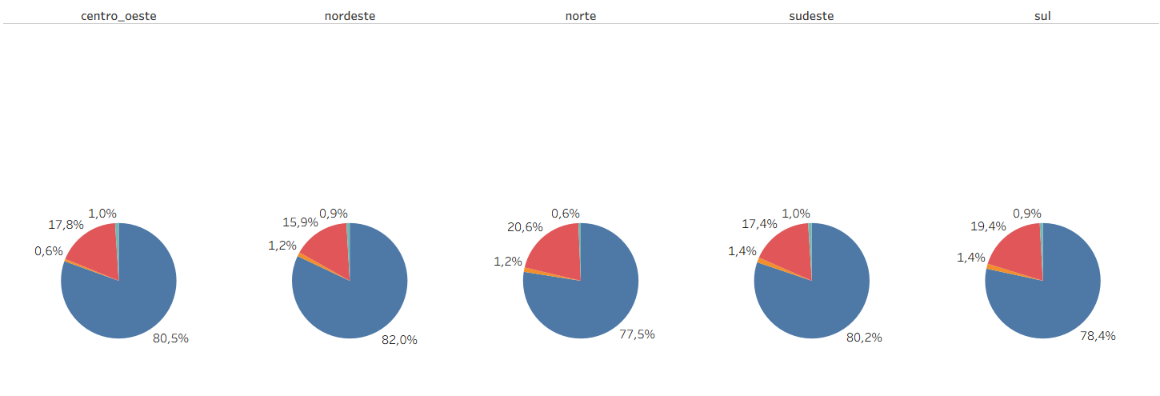 centro_oeste nordeste norte sudeste sul
1,0% 0,9% 0,6% 1,0% 0,9%
17,8% 15,9% 20,6% 17,4% 19,4%
0,6% 1,2% 1,2% 1,4% 1,4%
80,5% 82,0% 77,5% 80,2% 78,4%